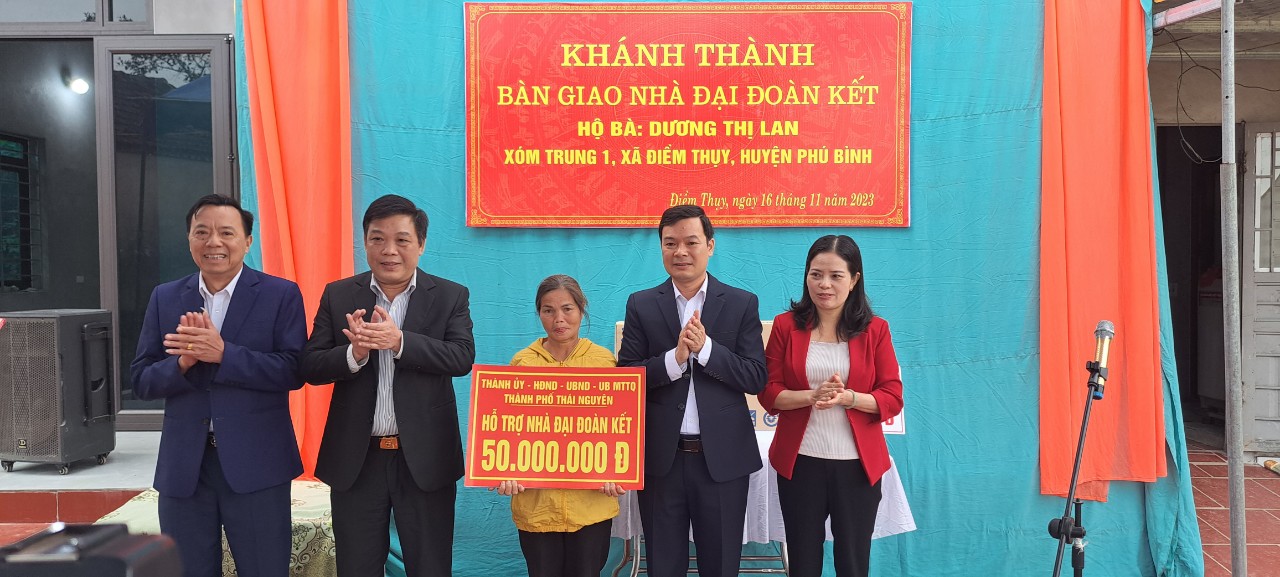 KHÁNH THÀNH
BÀN GIAO NHÀ ĐẠI ĐOÀN KẾT
HỘ BÀ: DƯƠNG THỊ LAN
XÓM TRUNG 1, XÃ ĐIỀM THỤY, HUYỆN PHÚ BÌNH
Điềm Thụy, ngày 16 tháng 11 năm 2023
THÀNH ỦY - HĐND - UBND - UB MTTQ
THÀNH PHỐ THÁI NGUYÊN
HỖ TRỢ NHÀ ĐẠI ĐOÀN KẾT
50.000.000 Đ